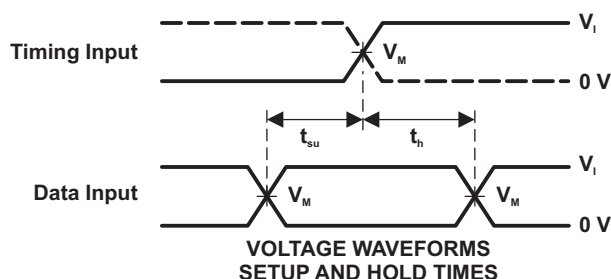 V_I
Timing Input
V_M
0 V
t_su
t_h
V_I
Data Input
V_M
V_M
0 V
VOLTAGE WAVEFORMS
SETUP AND HOLD TIMES